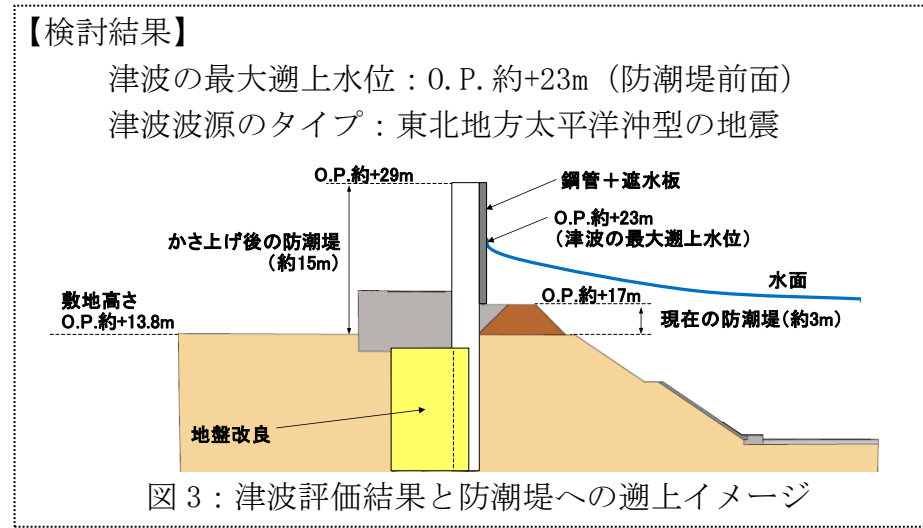 【検討結果】
津波の最大遡上水位：O.P.約+23m（防潮堤前面）
津波波源のタイプ：東北地方太平洋沖型の地震
O.P.約+29m
鋼管＋遮水板
O.P.約+23m
（津波の最大遡上水位）
かさ上げ後の防潮堤
（約15m）
水面
敷地高さ
O.P.約+13.8m
O.P.約+17m
現在の防潮堤（約3m）
地盤改良
図3：津波評価結果と防潮堤への遡上イメージ